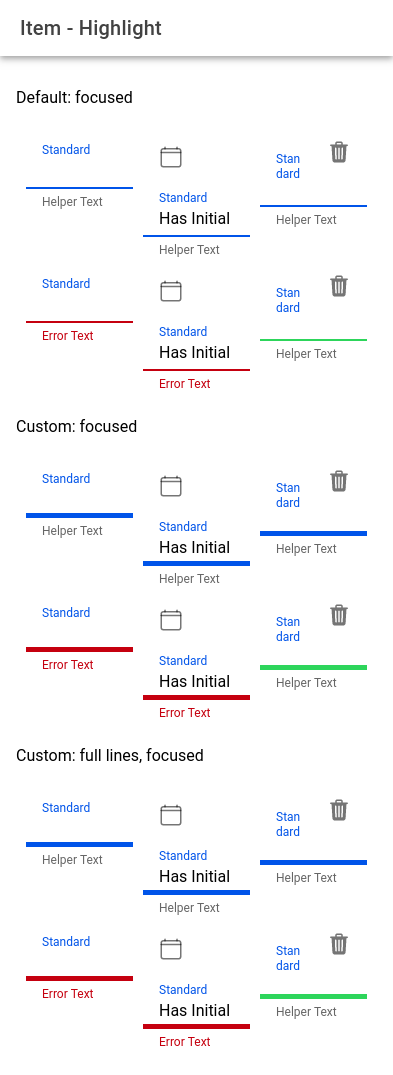 Item - Highlight
Default: focused
Standard
Helper Text
Standard
Has Initial
Helper Text
Stan
dard
Helper Text
Standard
Error Text
Standard
Has Initial
Error Text
Stan
dard
Helper Text
Custom: focused
Standard
Helper Text
Standard
Has Initial
Helper Text
Stan
dard
Helper Text
Standard
Error Text
Standard
Has Initial
Error Text
Stan
dard
Helper Text
Custom: full lines, focused
Standard
Helper Text
Standard
Has Initial
Helper Text
Stan
dard
Helper Text
Standard
Error Text
Standard
Has Initial
Error Text
Stan
dard
Helper Text